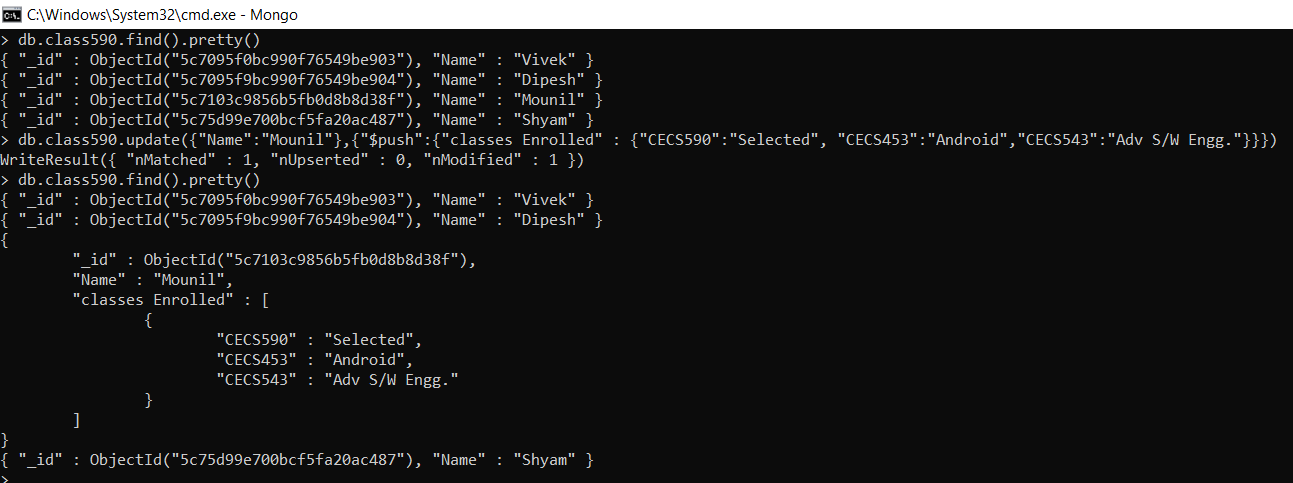 C:\Windows\System32\cmd.exe - Mongo
> db.class590.find().pretty()
{ "_id" : ObjectId("5c7095f0bc990f76549be903"), "Name" : "Vivek" }
{ "_id" : ObjectId("5c7095f9bc990f76549be904"), "Name" : "Dipesh" }
{ "_id" : ObjectId("5c7103c9856b5fb0d8b8d38f"), "Name" : "Mounil" }
{ "_id" : ObjectId("5c75d99e700bcf5fa20ac487"), "Name" : "Shyam" }
> db.class590.update({"Name":"Mounil"},{"$push":{"classes Enrolled" : {"CECS590":"Selected", "CECS453":"Android","CECS543":"Adv S/W Engg."}}})
WriteResult({ "nMatched" : 1, "nUpserted" : 0, "nModified" : 1 })
> db.class590.find().pretty()
{ "_id" : ObjectId("5c7095f0bc990f76549be903"), "Name" : "Vivek" }
{ "_id" : ObjectId("5c7095f9bc990f76549be904"), "Name" : "Dipesh" }
{
        "_id" : ObjectId("5c7103c9856b5fb0d8b8d38f"),
        "Name" : "Mounil",
        "classes Enrolled" : [
                {
                        "CECS590" : "Selected",
                        "CECS453" : "Android",
                        "CECS543" : "Adv S/W Engg."
                }
        ]
}
{ "_id" : ObjectId("5c75d99e700bcf5fa20ac487"), "Name" : "Shyam" }
>